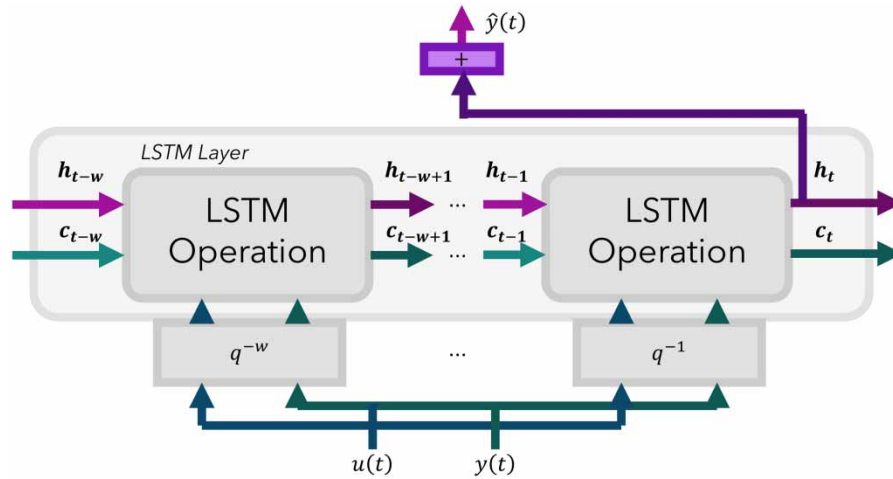 ŷ(t)
+
LSTM Layer
h_{t-w} h_{t-w+1} h_{t-1} h_t
LSTM Operation
...
LSTM Operation
c_{t-w} c_{t-w+1} c_{t-1} c_t
...
q^{-w} ... q^{-1}
u(t) y(t)